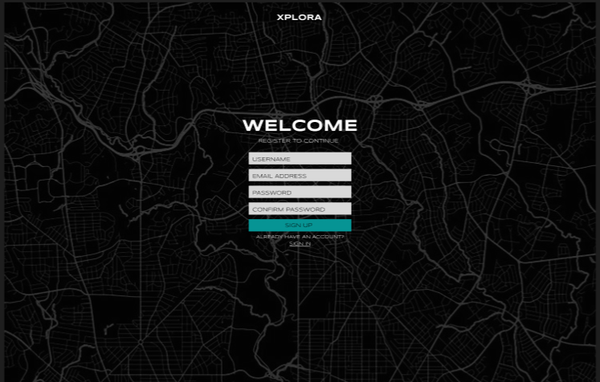 XPLORA
WELCOME
REGISTER TO CONTINUE
USERNAME
EMAIL ADDRESS
PASSWORD
CONFIRM PASSWORD
SIGN UP
ALREADY HAVE AN ACCOUNT?
SIGN IN